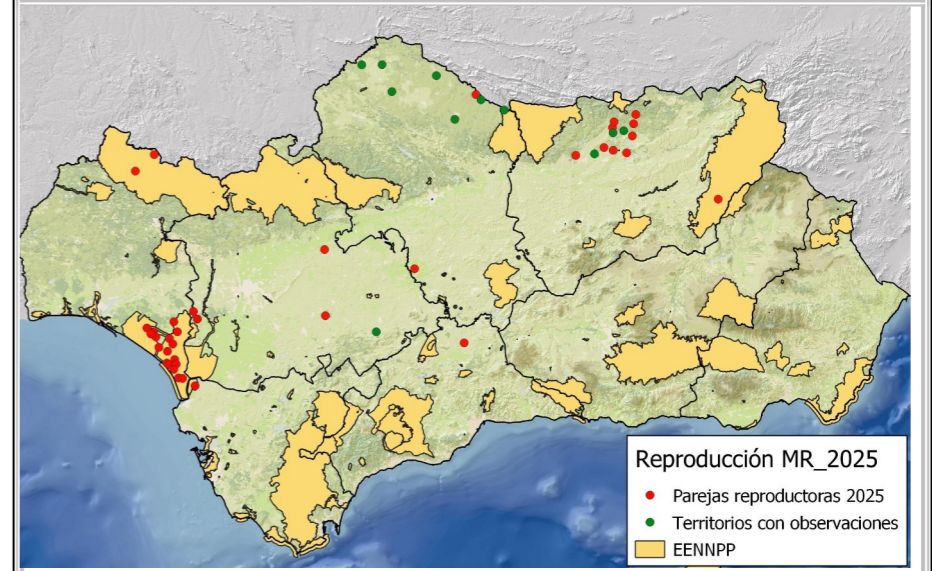 Reproducción MR_2025
Parejas reproductoras 2025
Territorios con observaciones
EENNPP